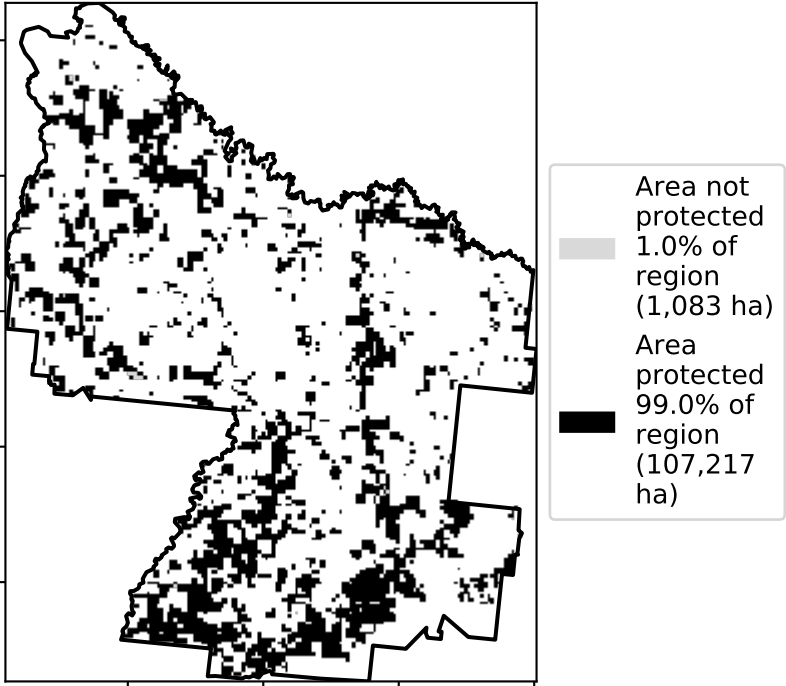 Area not
protected
1.0% of
region
(1,083 ha)
Area
protected
99.0% of
region
(107,217
ha)